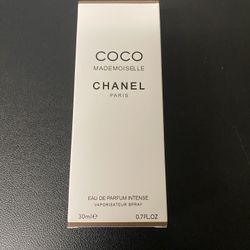 COCO
MADEMOISELLE
CHANEL
PARIS
EAU DE PARFUM INTENSE
VAPORISATEUR SPRAY
30ml℮ 0.7FL.OZ